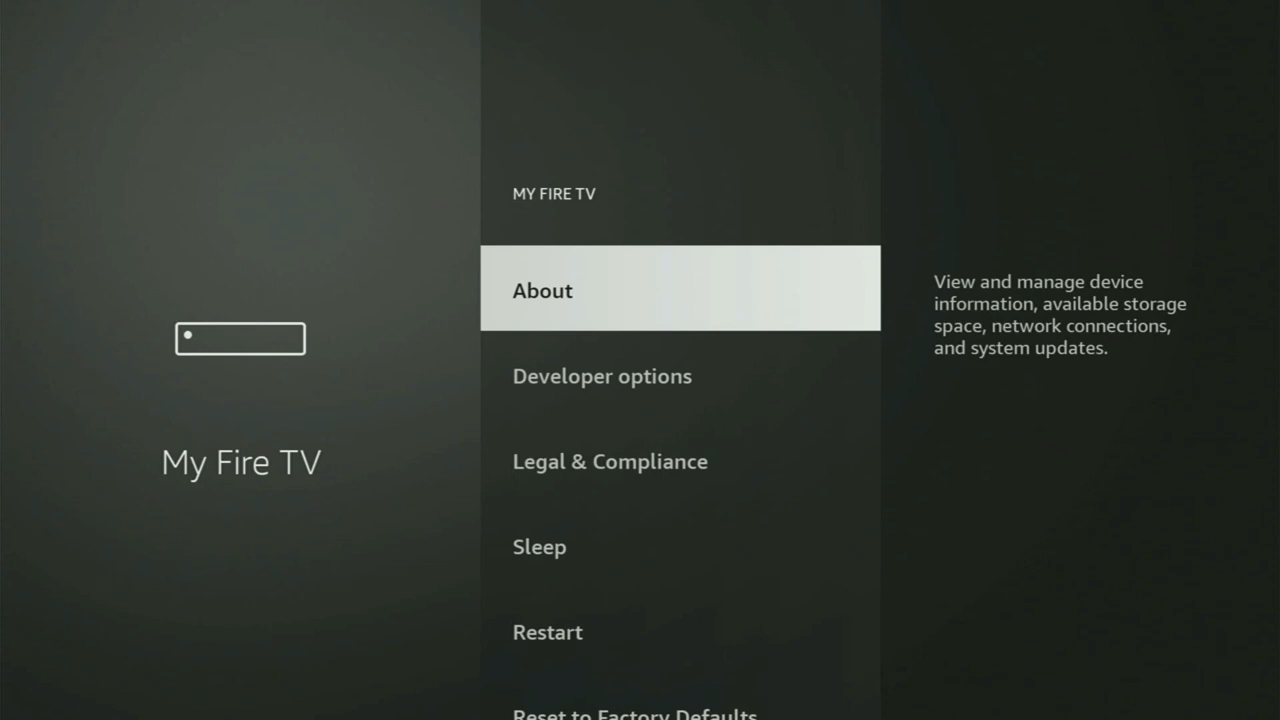 MY FIRE TV
About
View and manage device
information, available storage
space, network connections,
and system updates.
Developer options
Legal & Compliance
My Fire TV
Sleep
Restart
Reset to Factory Defaults